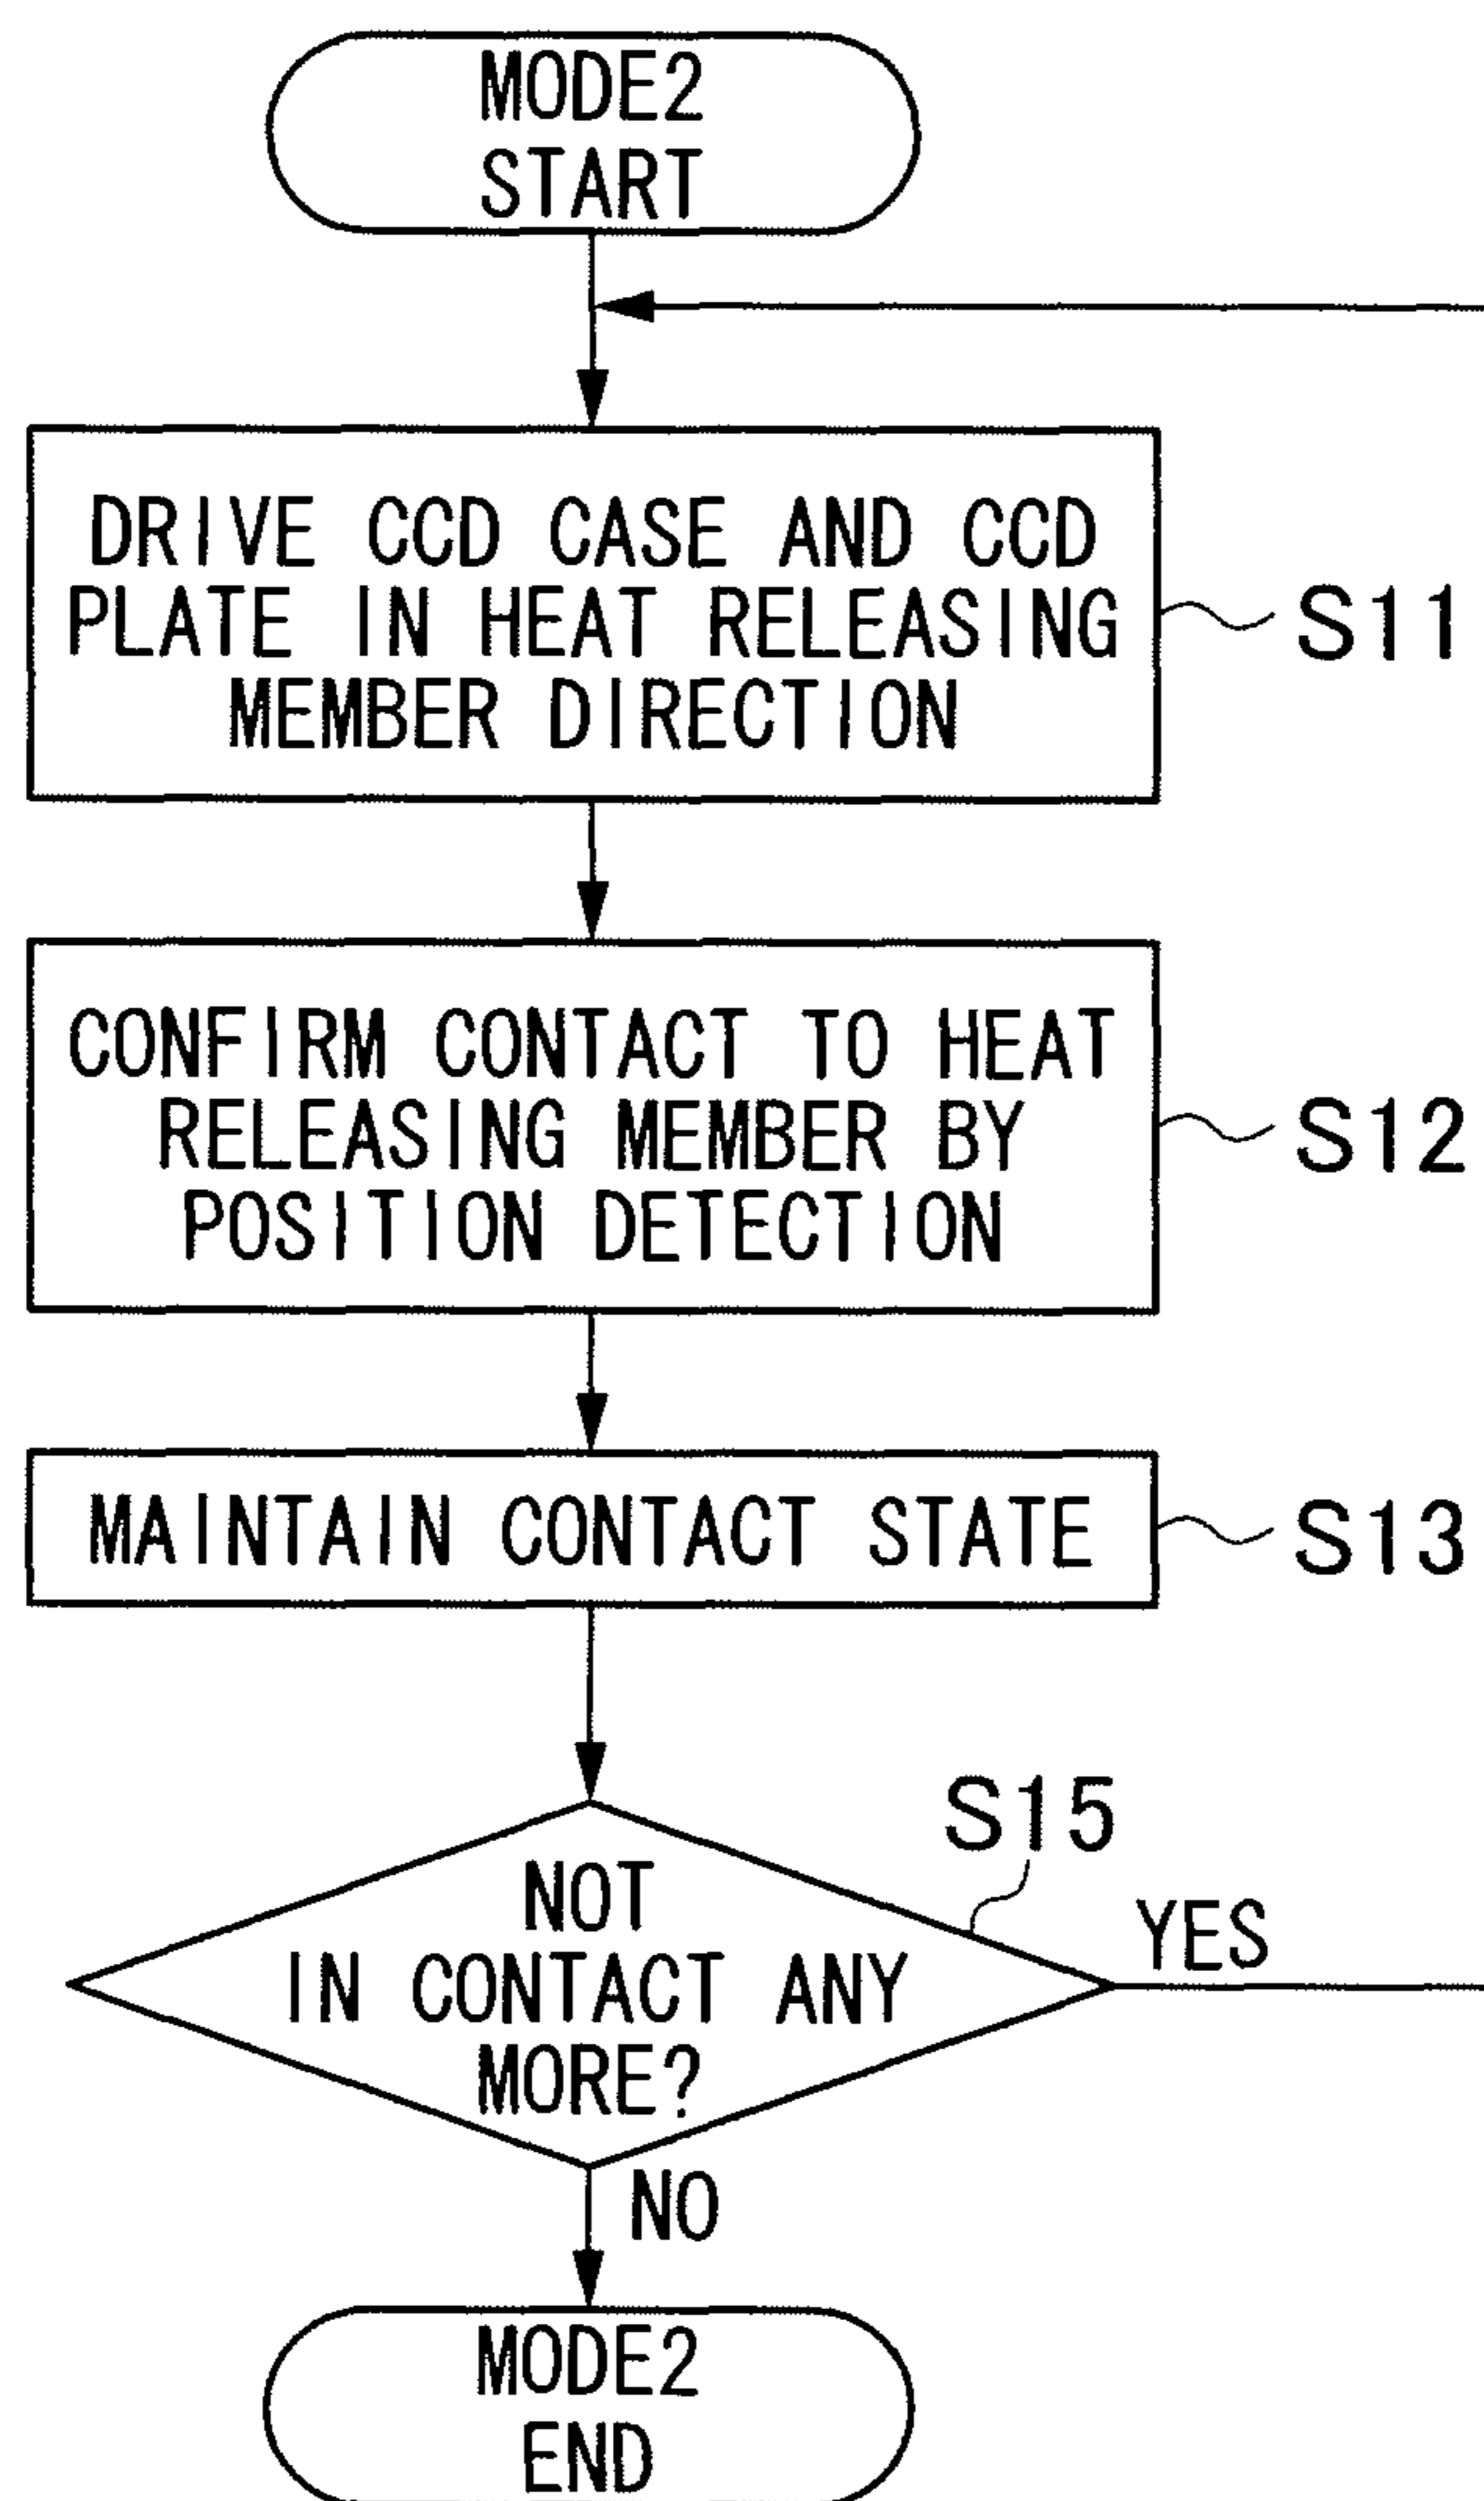 MODE2
START
DRIVE CCD CASE AND CCD
PLATE IN HEAT RELEASING
MEMBER DIRECTION
S11
CONFIRM CONTACT TO HEAT
RELEASING MEMBER BY
POSITION DETECTION
S12
MAINTAIN CONTACT STATE
S13
S15
NOT
IN CONTACT ANY
MORE?
YES
NO
MODE2
END